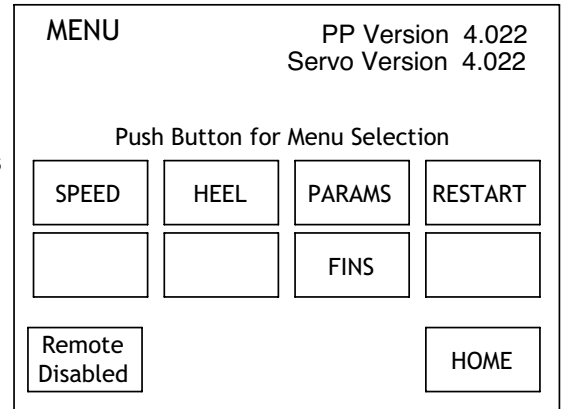 MENU
PP Version 4.022
Servo Version 4.022
Push Button for Menu Selection
SPEED
HEEL
PARAMS
RESTART
FINS
Remote
Disabled
HOME